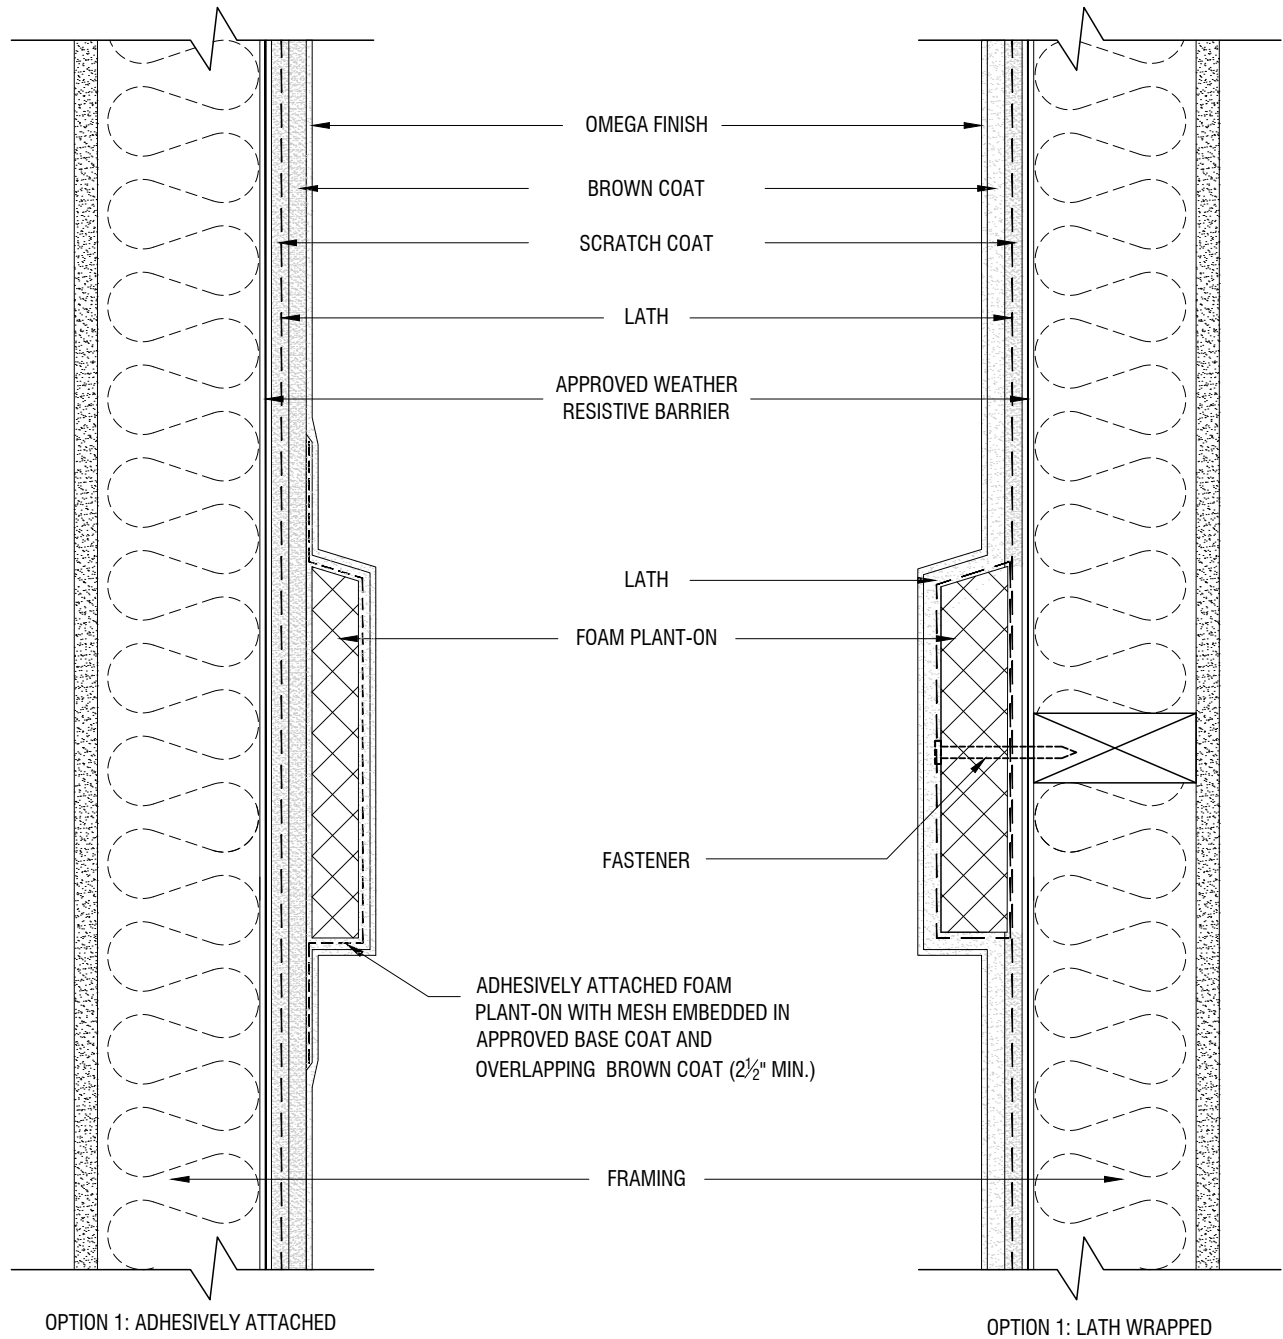 OMEGA FINISH
BROWN COAT
SCRATCH COAT
LATH
APPROVED WEATHER
RESISTIVE BARRIER
LATH
FOAM PLANT-ON
FASTENER
ADHESIVELY ATTACHED FOAM
PLANT-ON WITH MESH EMBEDDED IN
APPROVED BASE COAT AND
OVERLAPPING BROWN COAT (2½" MIN.)
FRAMING
OPTION 1: ADHESIVELY ATTACHED
OPTION 1: LATH WRAPPED